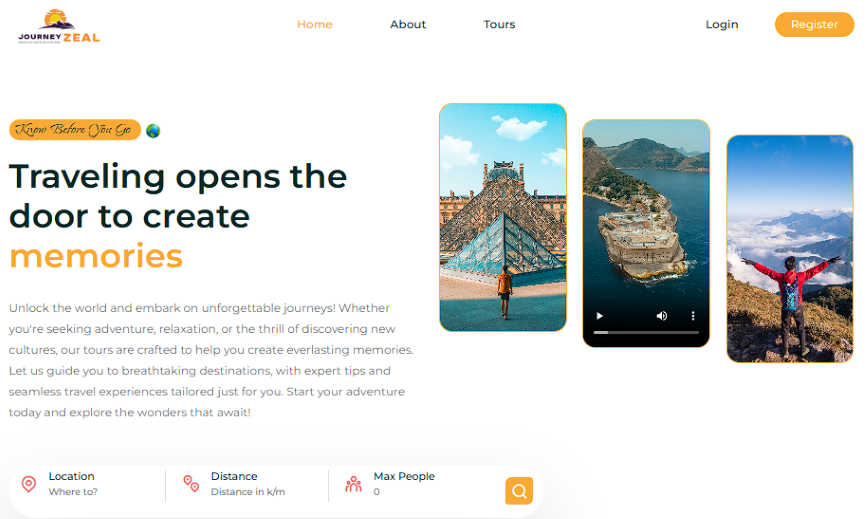 JOURNEY ZEAL
Home
About
Tours
Login
Register
Know Before You Go
Traveling opens the
door to create
memories
Unlock the world and embark on unforgettable journeys! Whether
you're seeking adventure, relaxation, or the thrill of discovering new
cultures, our tours are crafted to help you create everlasting memories.
Let us guide you to breathtaking destinations, with expert tips and
seamless travel experiences tailored just for you. Start your adventure
today and explore the wonders that await!
Location
Where to?
Distance
Distance in k/m
Max People
0